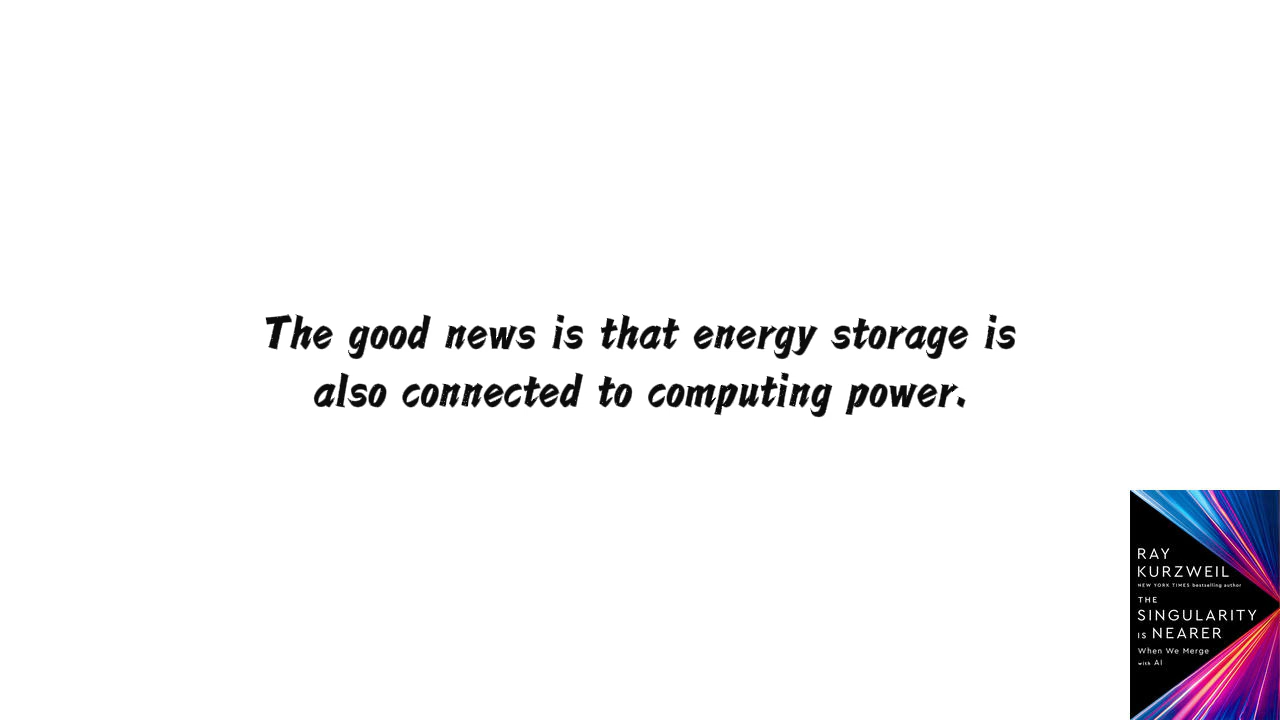 The good news is that energy storage is
also connected to computing power.
RAY
KURZWEIL
NEW YORK TIMES bestselling author
THE
SINGULARITY
IS NEARER
When We Merge
with AI